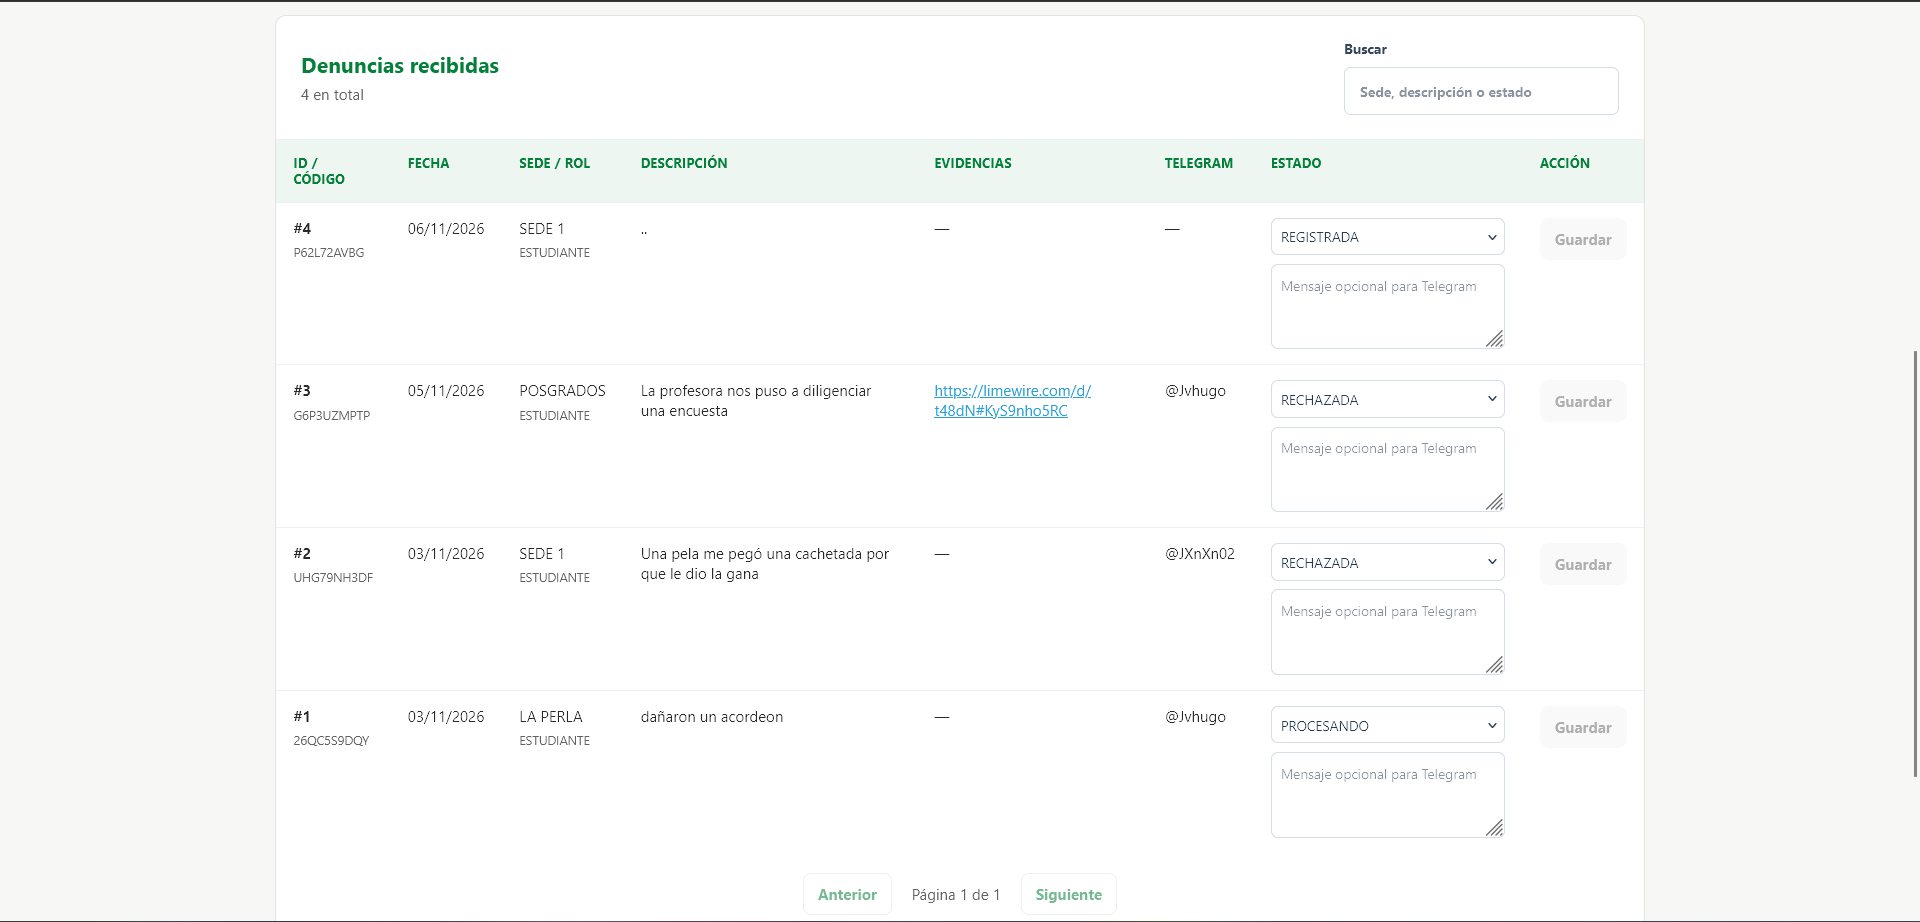 Denuncias recibidas
4 en total
Buscar
Sede, descripción o estado
ID / CÓDIGO
FECHA
SEDE / ROL
DESCRIPCIÓN
EVIDENCIAS
TELEGRAM
ESTADO
ACCIÓN
#4
P62L72AVBG
06/11/2026
SEDE 1
ESTUDIANTE
..
—
—
REGISTRADA
Mensaje opcional para Telegram
Guardar
#3
G6P3UZMPTP
05/11/2026
POSGRADOS
ESTUDIANTE
La profesora nos puso a diligenciar
una encuesta
https://limewire.com/d/
t48dN#KyS9nho5RC
@Jvhugo
RECHAZADA
Mensaje opcional para Telegram
Guardar
#2
UHG79NH3DF
03/11/2026
SEDE 1
ESTUDIANTE
Una pela me pegó una cachetada por
que le dio la gana
—
@JXnXn02
RECHAZADA
Mensaje opcional para Telegram
Guardar
#1
26QC5S9DQY
03/11/2026
LA PERLA
ESTUDIANTE
dañaron un acordeon
—
@Jvhugo
PROCESANDO
Mensaje opcional para Telegram
Guardar
Anterior
Página 1 de 1
Siguiente